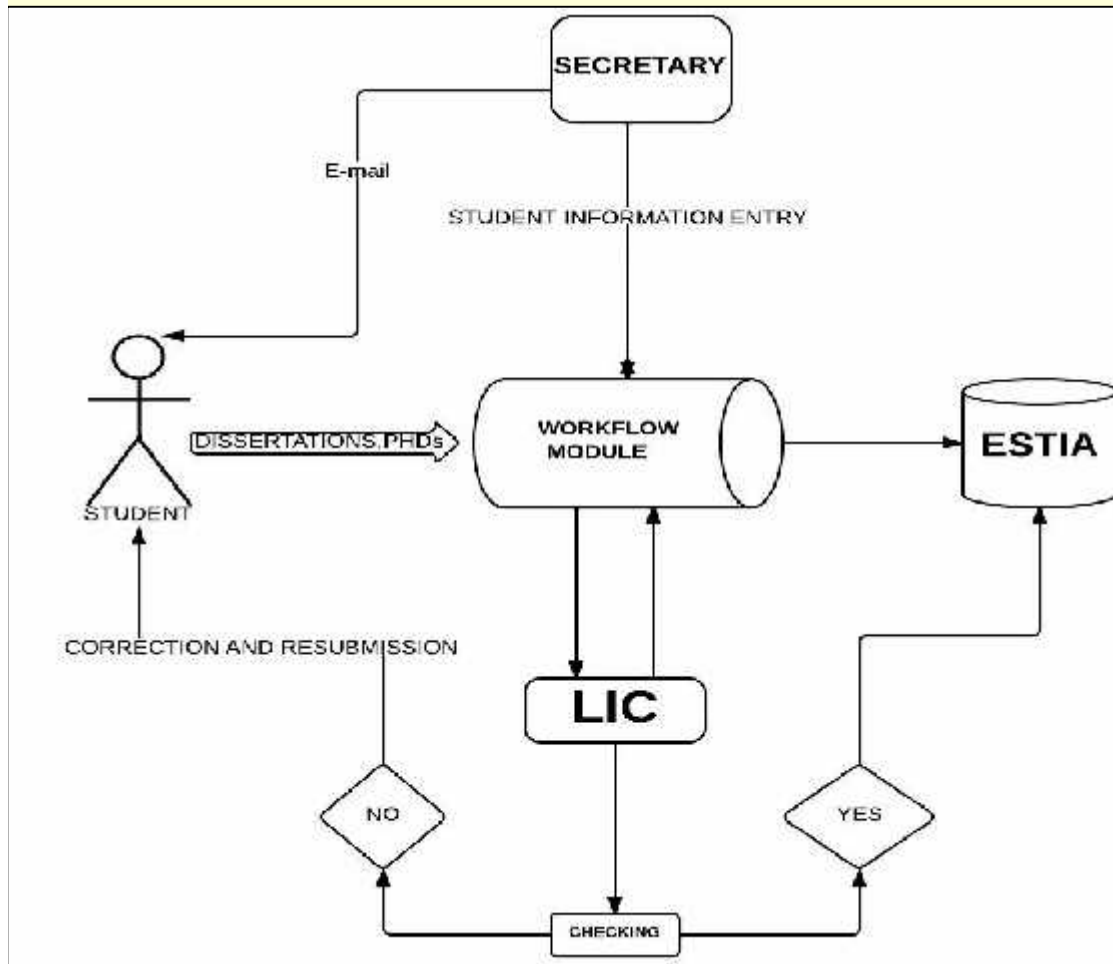 SECRETARY
E-mail
STUDENT INFORMATION ENTRY
WORKFLOW
MODULE
ESTIA
DISSERTATIONS,PHDs
STUDENT
CORRECTION AND RESUBMISSION
LIC
NO
YES
CHECKING